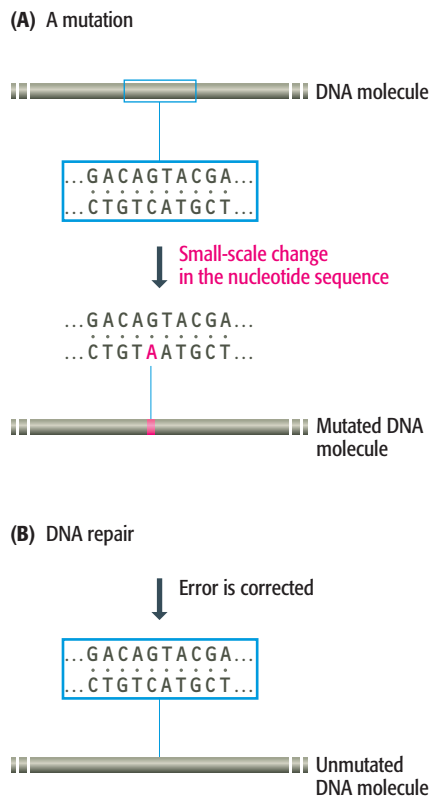 (A) A mutation
DNA molecule
...GACAGTACGA...
...CTGTCATGCT...
Small-scale change
in the nucleotide sequence
...GACAGTACGA...
...CTGTAATGCT...
Mutated DNA
molecule
(B) DNA repair
Error is corrected
...GACAGTACGA...
...CTGTCATGCT...
Unmutated
DNA molecule